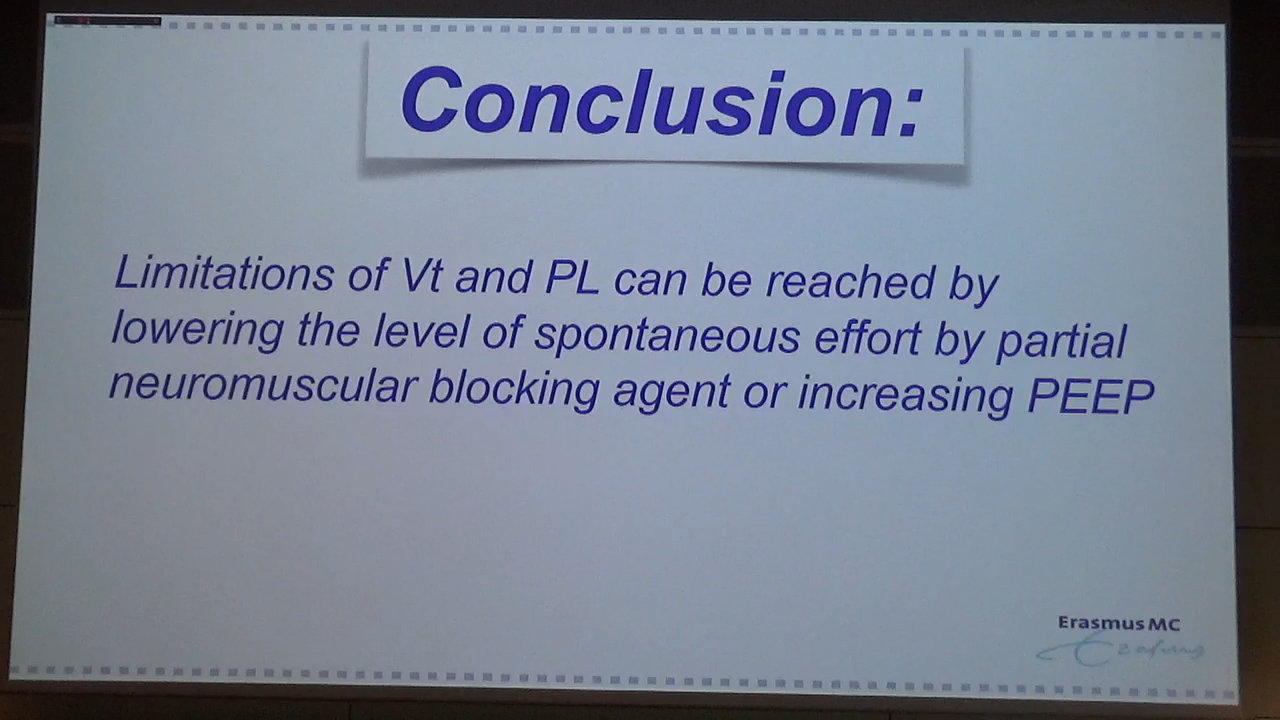 Conclusion:
Limitations of Vt and PL can be reached by
lowering the level of spontaneous effort by partial
neuromuscular blocking agent or increasing PEEP
Erasmus MC
Erasmus